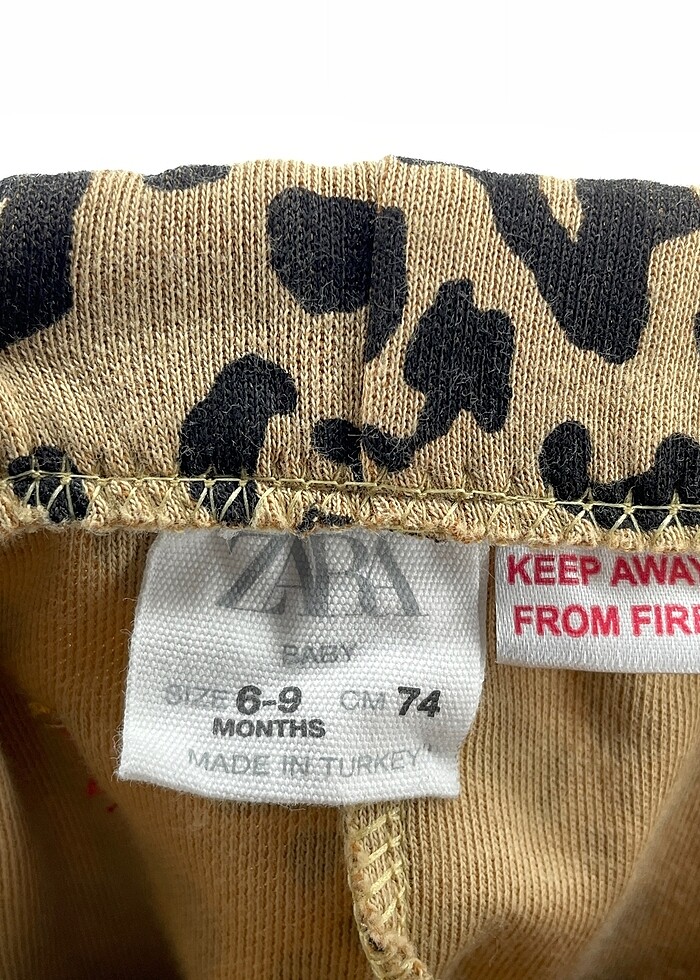 ZARA
BABY
SIZE 6-9 CM 74
MONTHS
MADE IN TURKEY
KEEP AWAY
FROM FIRE